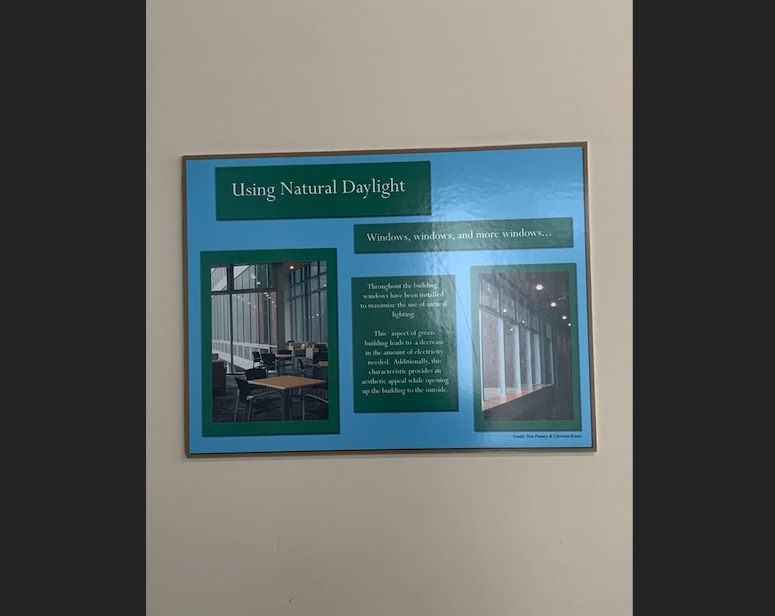 Using Natural Daylight
Windows, windows, and more windows...
Throughout the building,
windows have been installed
to maximize the use of natural
lighting.
This aspect of green
building leads to a decrease
in the amount of electricity
needed. Additionally, this
characteristic provides an
aesthetic appeal while opening
up the building to the outside.
Credit: & Christine